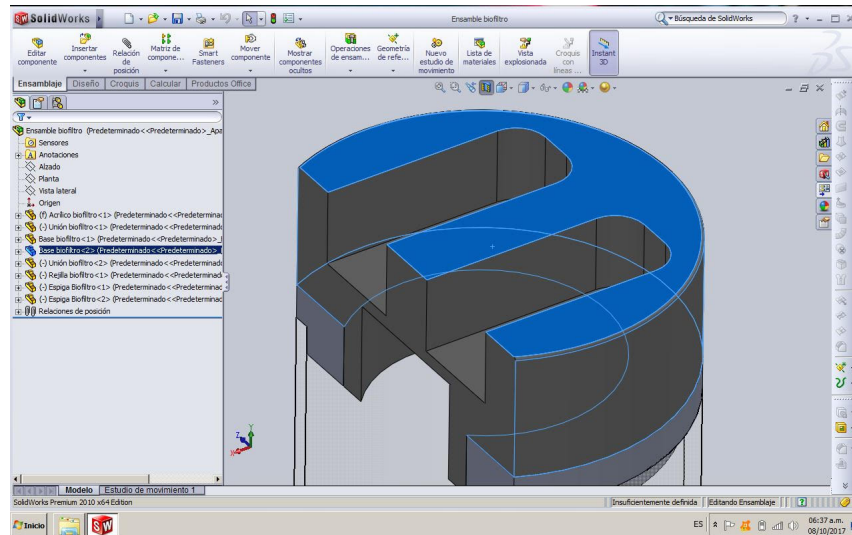 SolidWorks
Ensamble biofiltro
Búsqueda de SolidWorks
Editar componente
Insertar componentes
Relación de posición
Matriz de compone...
Smart Fasteners
Mover componente
Mostrar componentes ocultos
Operaciones de ensam...
Geometría de refe...
Nuevo estudio de movimiento
Lista de materiales
Vista explosionada
Croquis con líneas ...
Instant 3D
Ensamblaje Diseño Croquis Calcular Productos Office
Ensamble biofiltro (Predeterminado<<Predeterminado>_Apa
Sensores
Anotaciones
Alzado
Planta
Vista lateral
Origen
(f) Acrílico biofiltro<1> (Predeterminado<<Predeterminad
(-) Unión biofiltro<1> (Predeterminado<<Predeterminado
Base biofiltro<1> (Predeterminado<<Predeterminado>_
Base biofiltro<2> (Predeterminado<<Predeterminado>_
(-) Unión biofiltro<2> (Predeterminado<<Predeterminado
(-) Rejilla biofiltro<1> (Predeterminado<<Predeterminad
(-) Espiga Biofiltro<1> (Predeterminado<<Predeterminad
(-) Espiga Biofiltro<2> (Predeterminado<<Predeterminad
Relaciones de posición
Y
Z
X
Modelo Estudio de movimiento 1
SolidWorks Premium 2010 x64 Edition
Insuficientemente definida Editando Ensamblaje
Inicio
ES
06:37 a.m.
08/10/2017